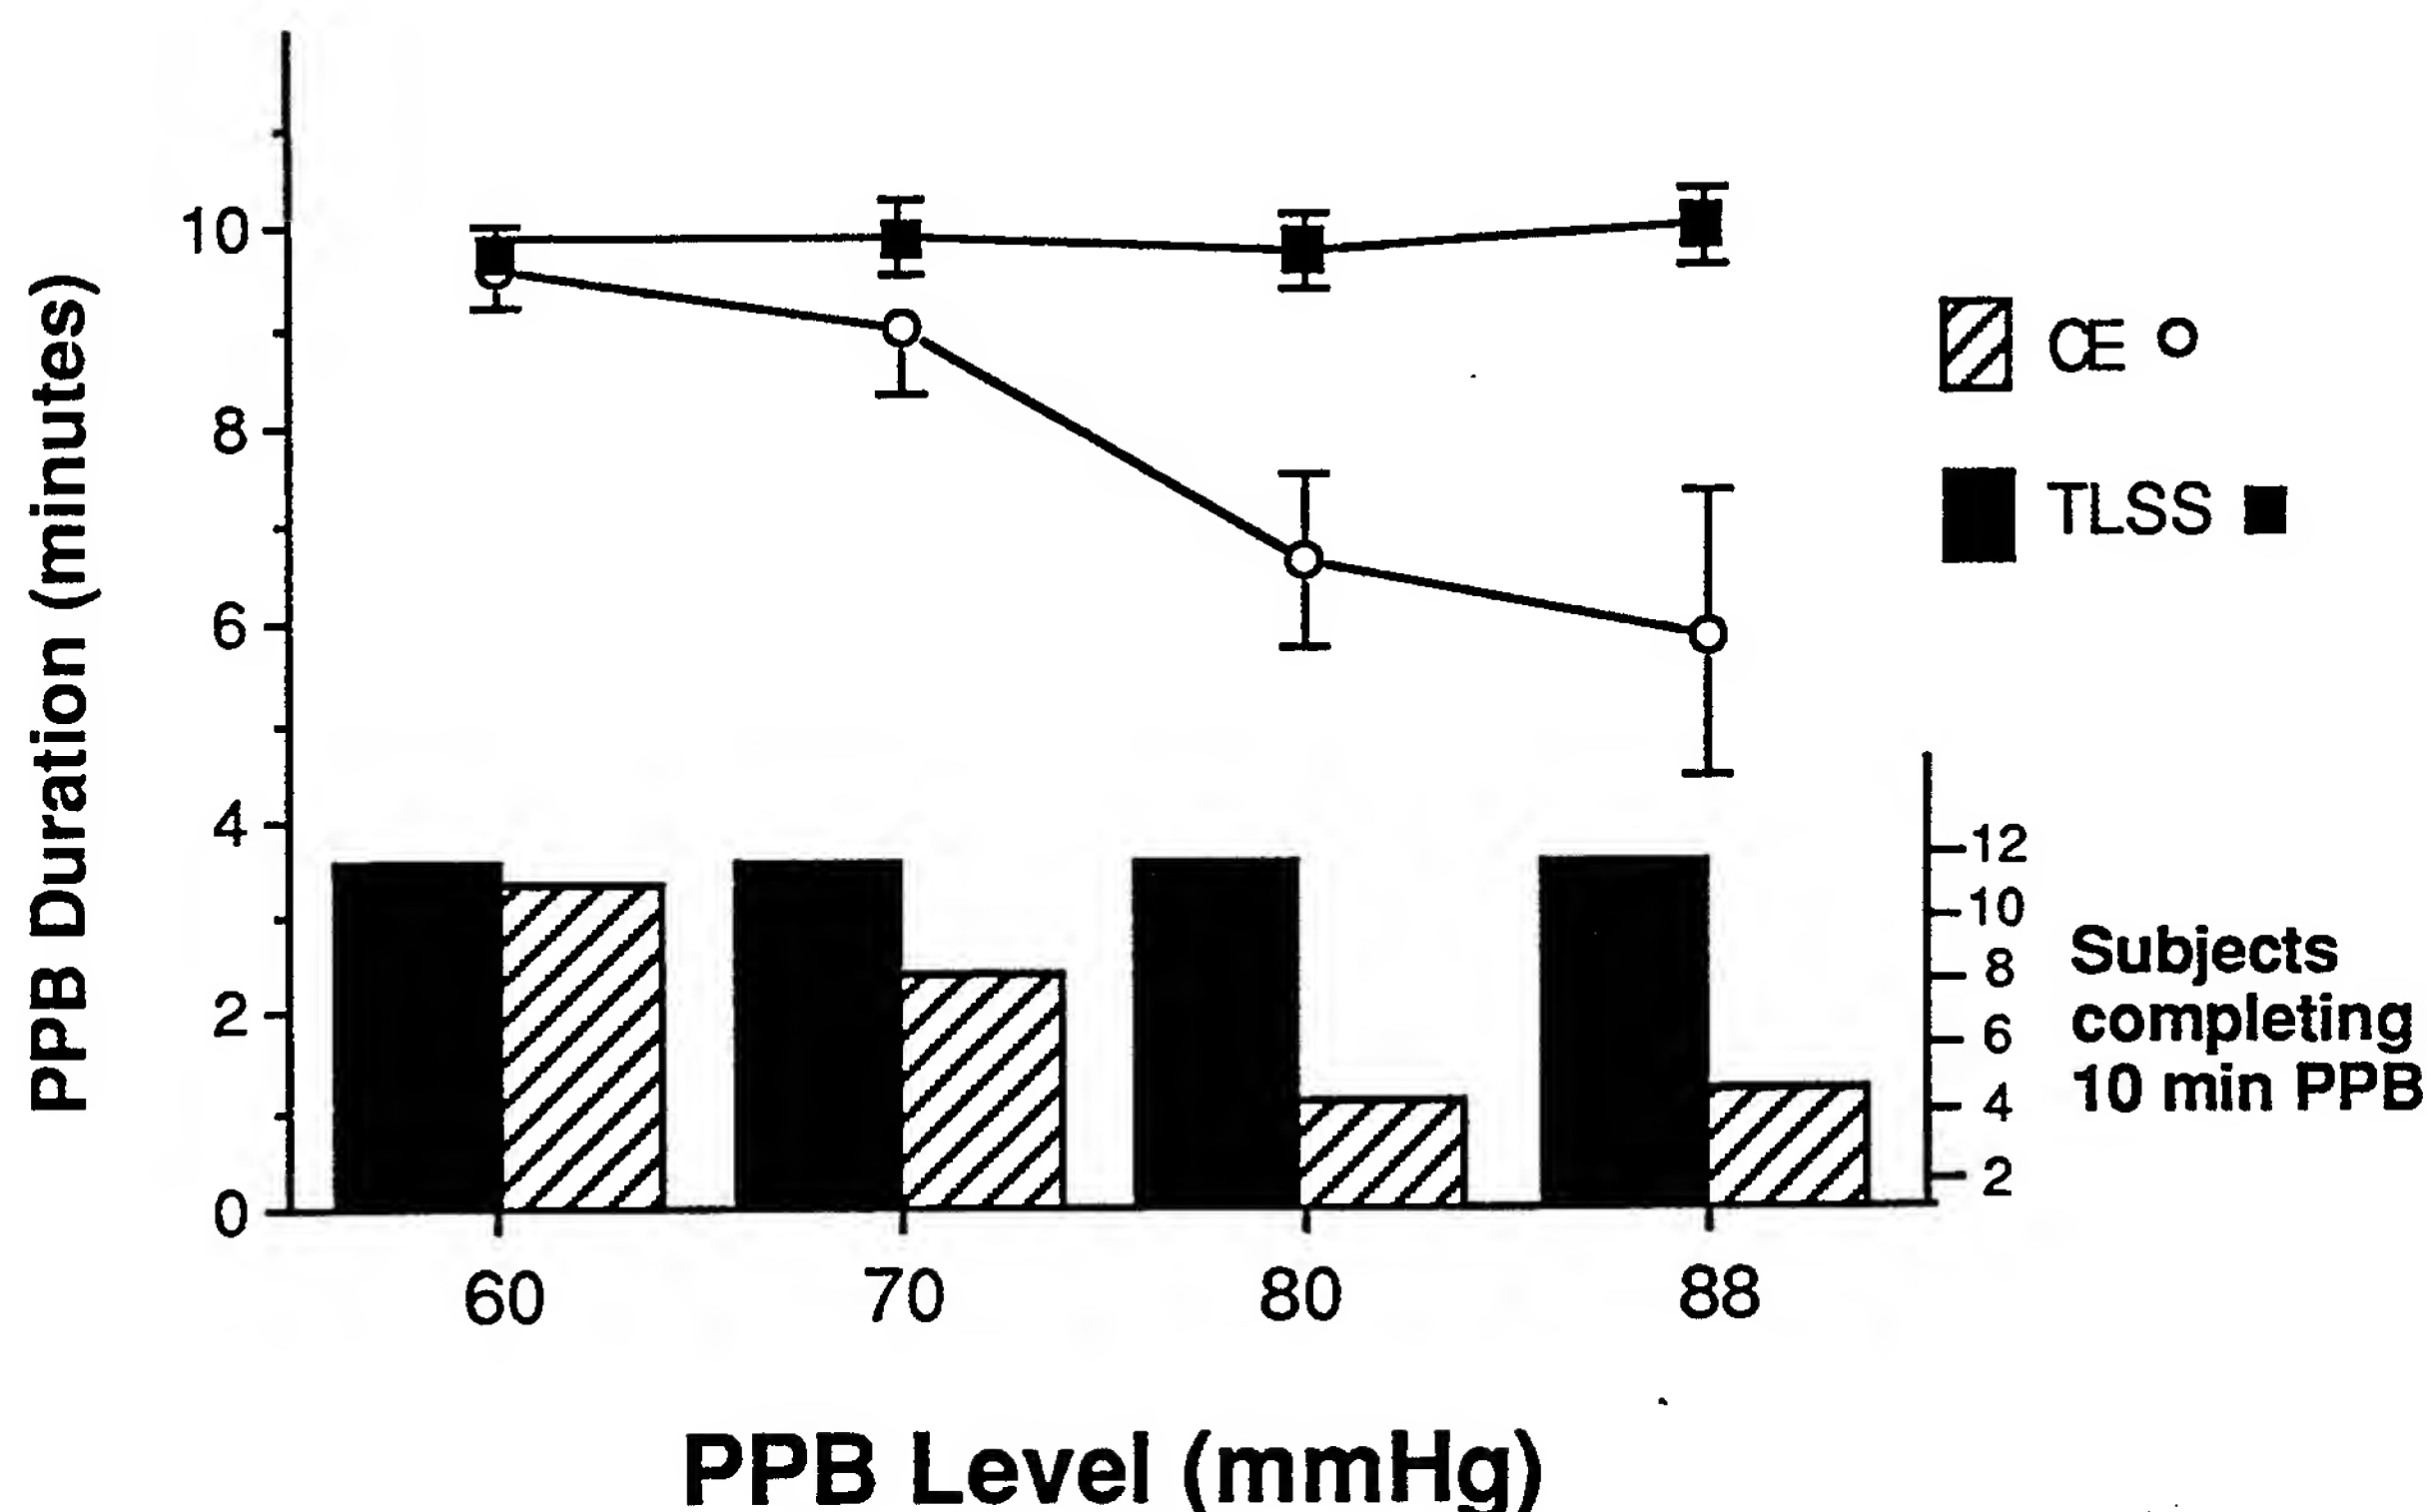 PPB Duration (minutes)
10
8
6
4
2
0
CE
TLSS
12
10
8
6
4
2
Subjects
completing
10 min PPB
60 70 80 88
PPB Level (mmHg)